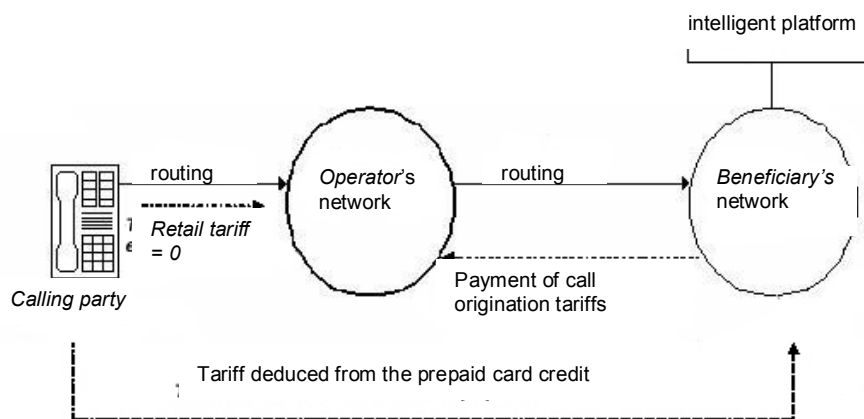 intelligent platform
routing
routing
Operator's
network
Beneficiary's
network
Retail tariff
= 0
Calling party
Payment of call
origination tariffs
Tariff deduced from the prepaid card credit